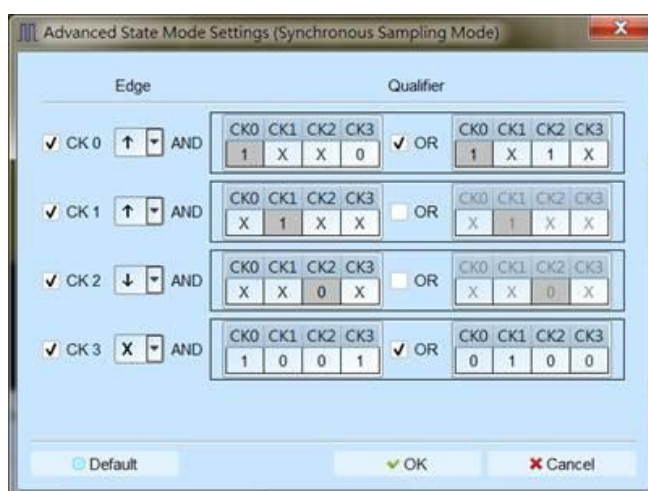 Advanced State Mode Settings (Synchronous Sampling Mode)
Edge Qualifier
CK 0 ↑ AND CK0 CK1 CK2 CK3 OR CK0 CK1 CK2 CK3
1 X X 0 1 X 1 X
CK 1 ↑ AND CK0 CK1 CK2 CK3 OR CK0 CK1 CK2 CK3
X 1 X X X 1 X X
CK 2 ↓ AND CK0 CK1 CK2 CK3 OR CK0 CK1 CK2 CK3
X X 0 X X X 0 X
CK 3 X AND CK0 CK1 CK2 CK3 OR CK0 CK1 CK2 CK3
1 0 0 1 0 1 0 0
Default OK Cancel